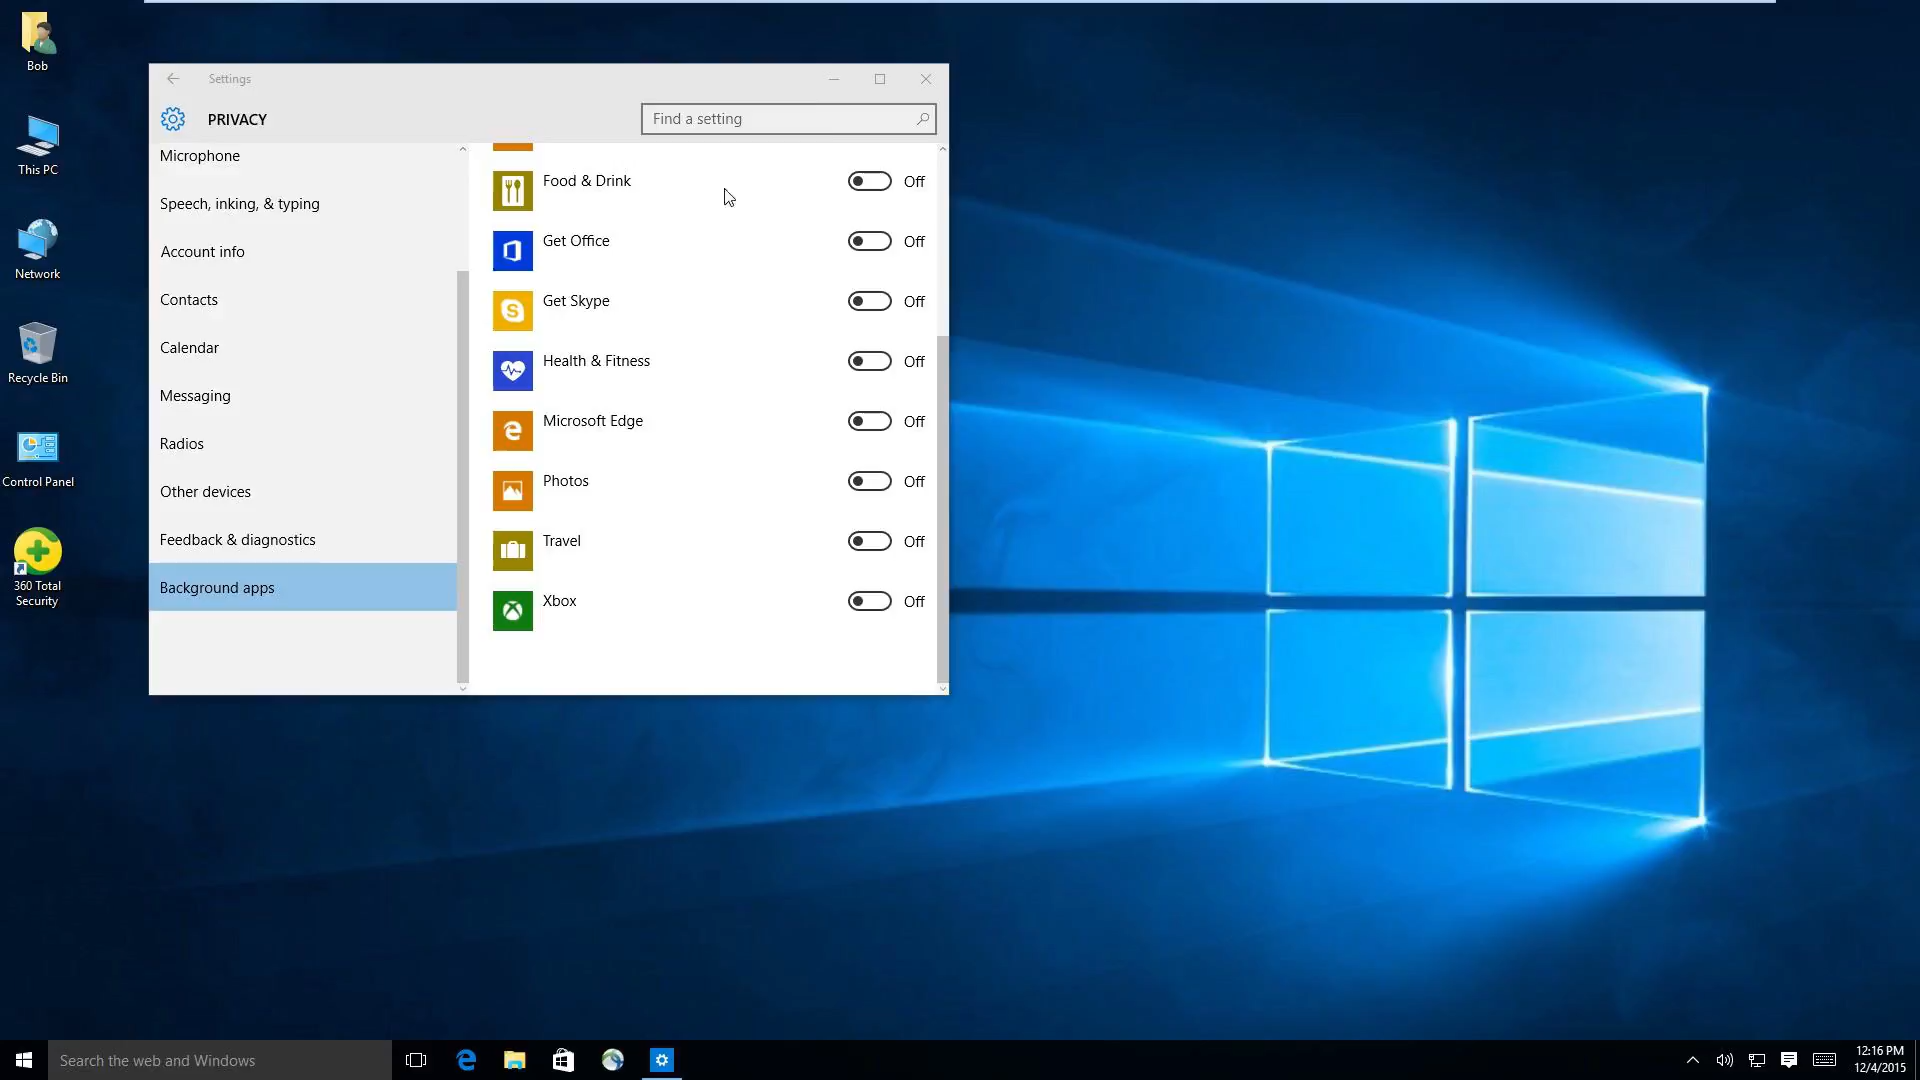 Bob
This PC
Network
Recycle Bin
Control Panel
360 Total
Security
Settings
PRIVACY
Find a setting
Microphone
Speech, inking, & typing
Account info
Contacts
Calendar
Messaging
Radios
Other devices
Feedback & diagnostics
Background apps
Food & Drink Off
Get Office Off
Get Skype Off
Health & Fitness Off
Microsoft Edge Off
Photos Off
Travel Off
Xbox Off
Search the web and Windows
12:16 PM
12/4/2015